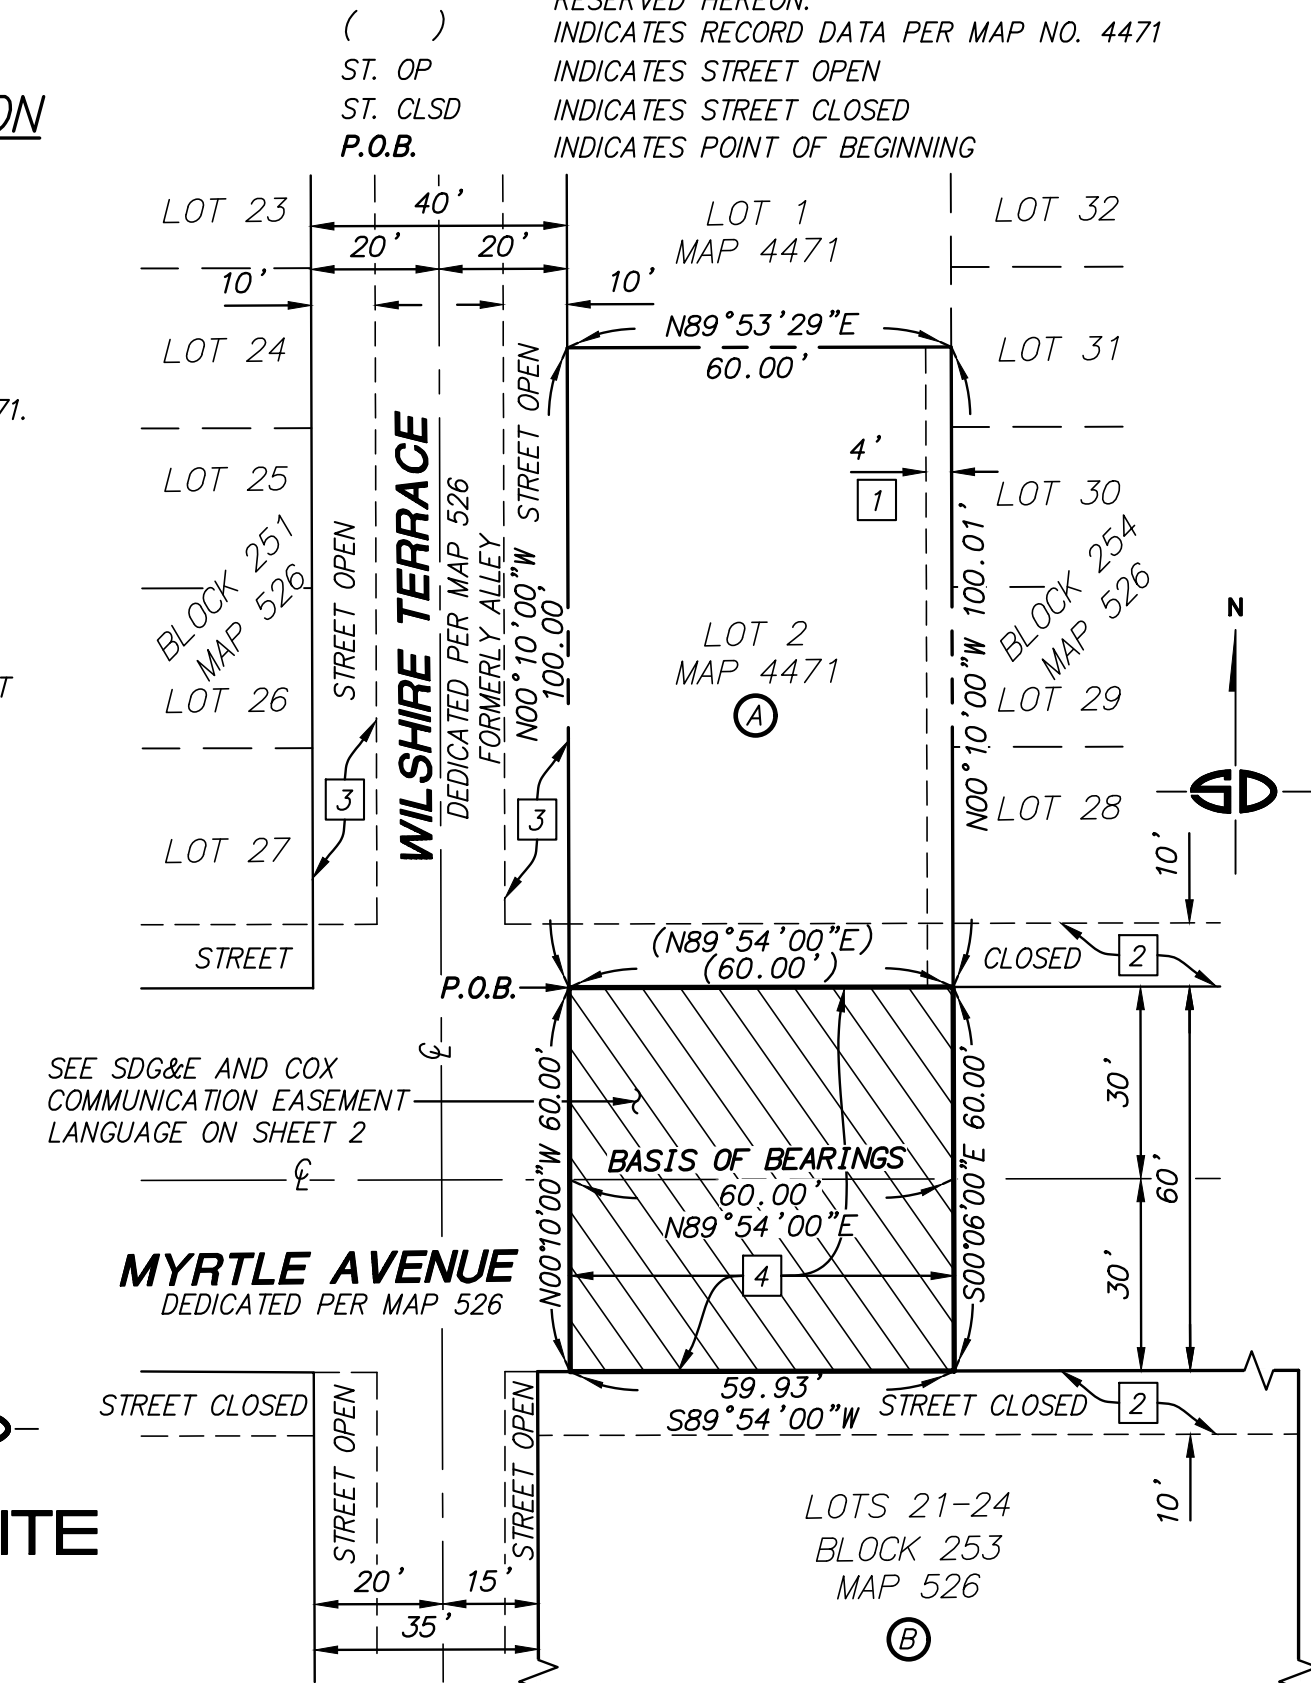 RESERVED HEREON.
( ) INDICATES RECORD DATA PER MAP NO. 4471
ST. OP INDICATES STREET OPEN
ST. CLSD INDICATES STREET CLOSED
P.O.B. INDICATES POINT OF BEGINNING
ON
71.
T
ITE
LOT 23
40'
20' 20'
10'
10'
LOT 1
MAP 4471
LOT 32
N89°53'29"E
60.00'
LOT 24
LOT 31
4'
1
LOT 25
LOT 30
BLOCK 251
MAP 526
BLOCK 254
MAP 526
STREET OPEN
WILSHIRE TERRACE
DEDICATED PER MAP 526
FORMERLY ALLEY
STREET OPEN
N00°10'00"W
100.00'
N00°10'00"W 100.01'
LOT 2
MAP 4471
A
N
SD
LOT 26
LOT 29
3
3
LOT 27
LOT 28
10'
STREET
(N89°54'00"E)
(60.00')
CLOSED
2
P.O.B.
SEE SDG&E AND COX
COMMUNICATION EASEMENT
LANGUAGE ON SHEET 2
CL
CL
N00°10'00"W 60.00'
BASIS OF BEARINGS
60.00'
N89°54'00"E
S00°06'00"E 60.00'
30'
60'
30'
4
MYRTLE AVENUE
DEDICATED PER MAP 526
STREET CLOSED
STREET OPEN
STREET OPEN
59.93'
S89°54'00"W
STREET CLOSED
2
10'
LOTS 21-24
BLOCK 253
MAP 526
B
20' 15'
35'